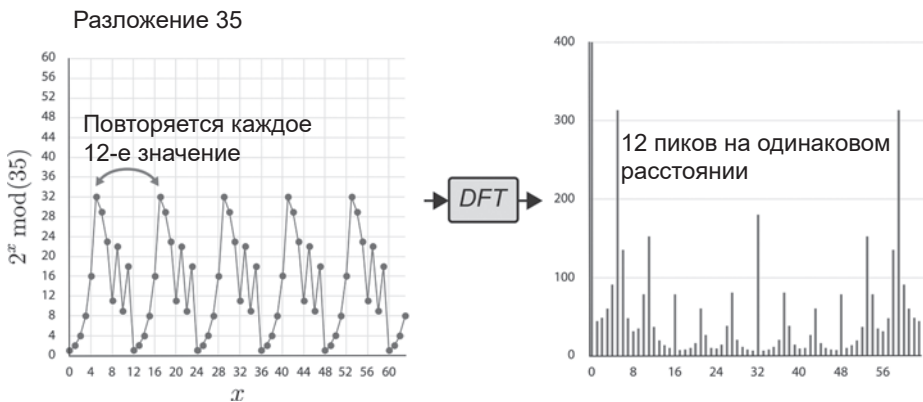 Разложение 35
2^x mod(35)
60
56
52
48
44
40
36
32
28
24
20
16
12
8
4
0
Повторяется каждое
12-е значение
0 4 8 12 16 20 24 28 32 36 40 44 48 52 56 60
x
DFT
400
300
200
100
0
12 пиков на одинаковом
расстоянии
0 8 16 24 32 40 48 56